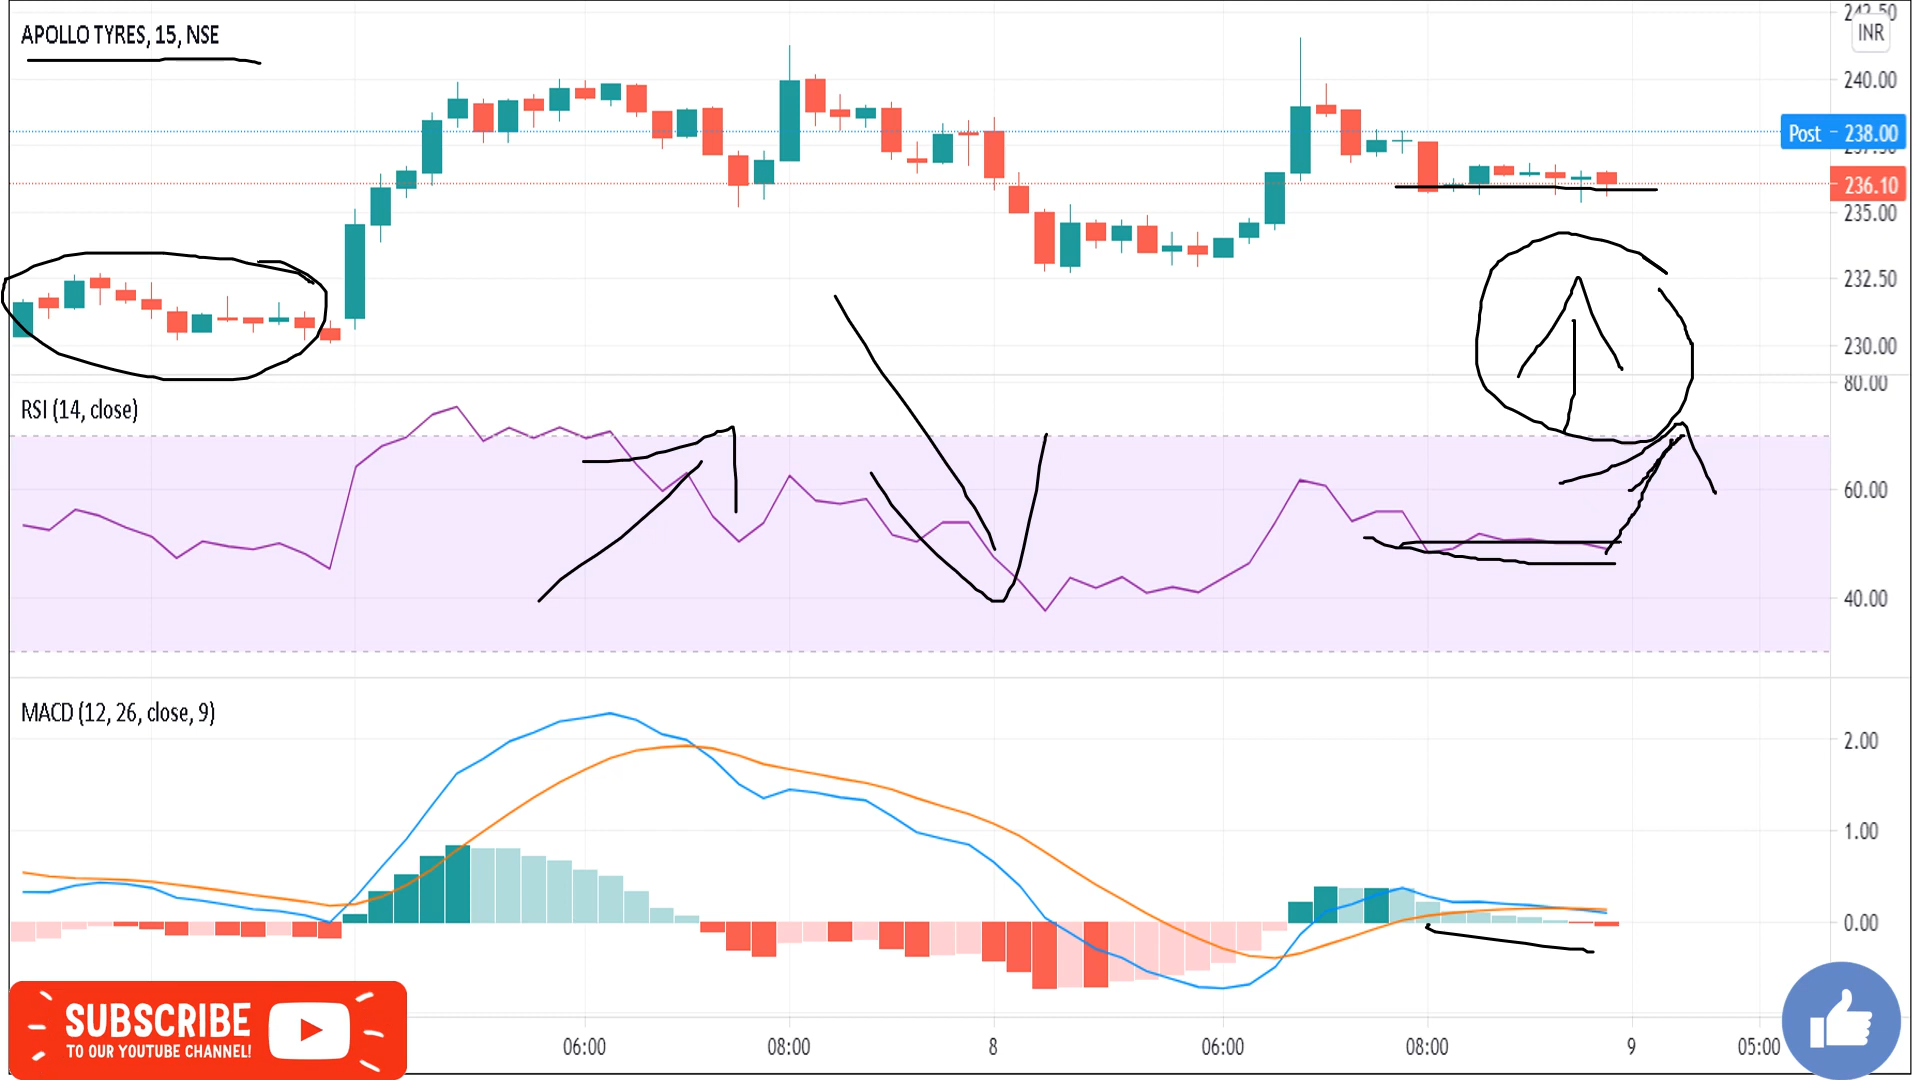 APOLLO TYRES, 15, NSE
INR
240.00
Post - 238.00
236.10
235.00
232.50
230.00
80.00
RSI (14, close)
60.00
40.00
MACD (12, 26, close, 9)
2.00
1.00
0.00
SUBSCRIBE
TO OUR YOUTUBE CHANNEL!
06:00 08:00 8 06:00 08:00 9 05:00